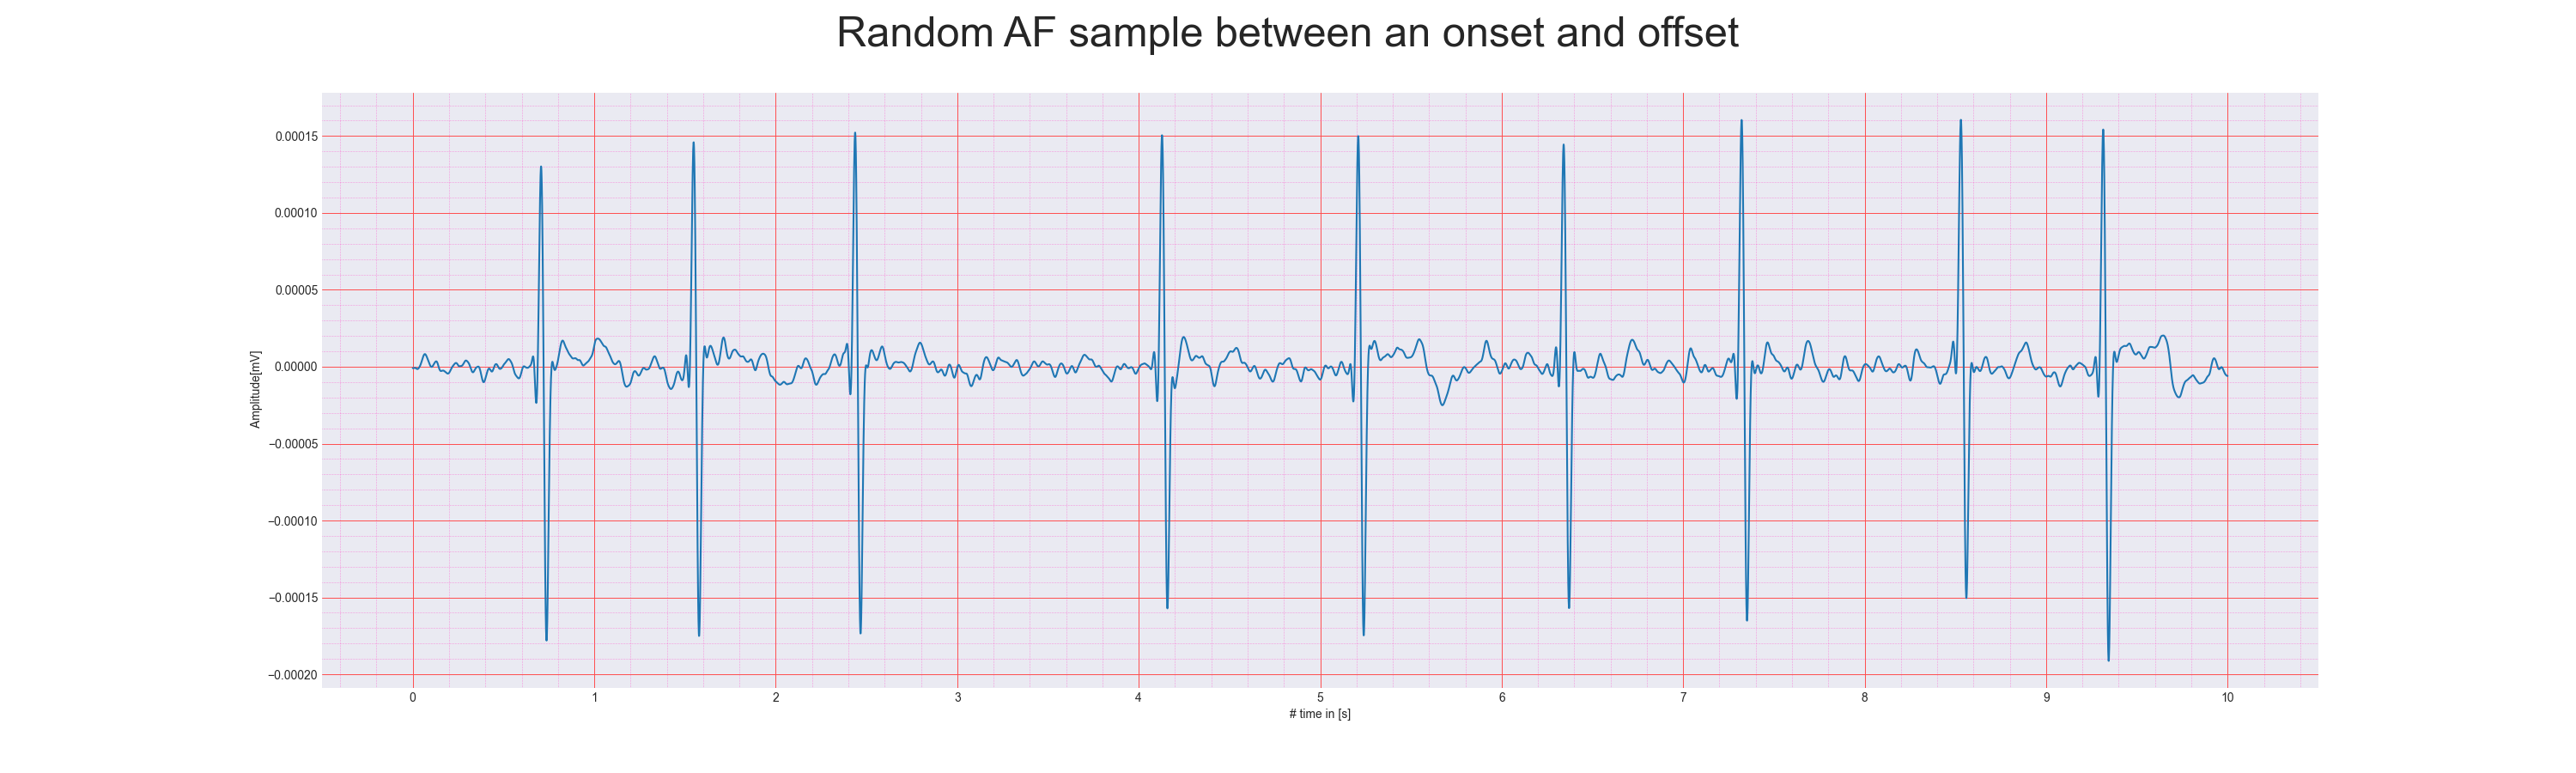 Random AF sample between an onset and offset
0.00015
0.00010
0.00005
0.00000
−0.00005
−0.00010
−0.00015
−0.00020
Amplitude[mV]
0 1 2 3 4 5 6 7 8 9 10
# time in [s]